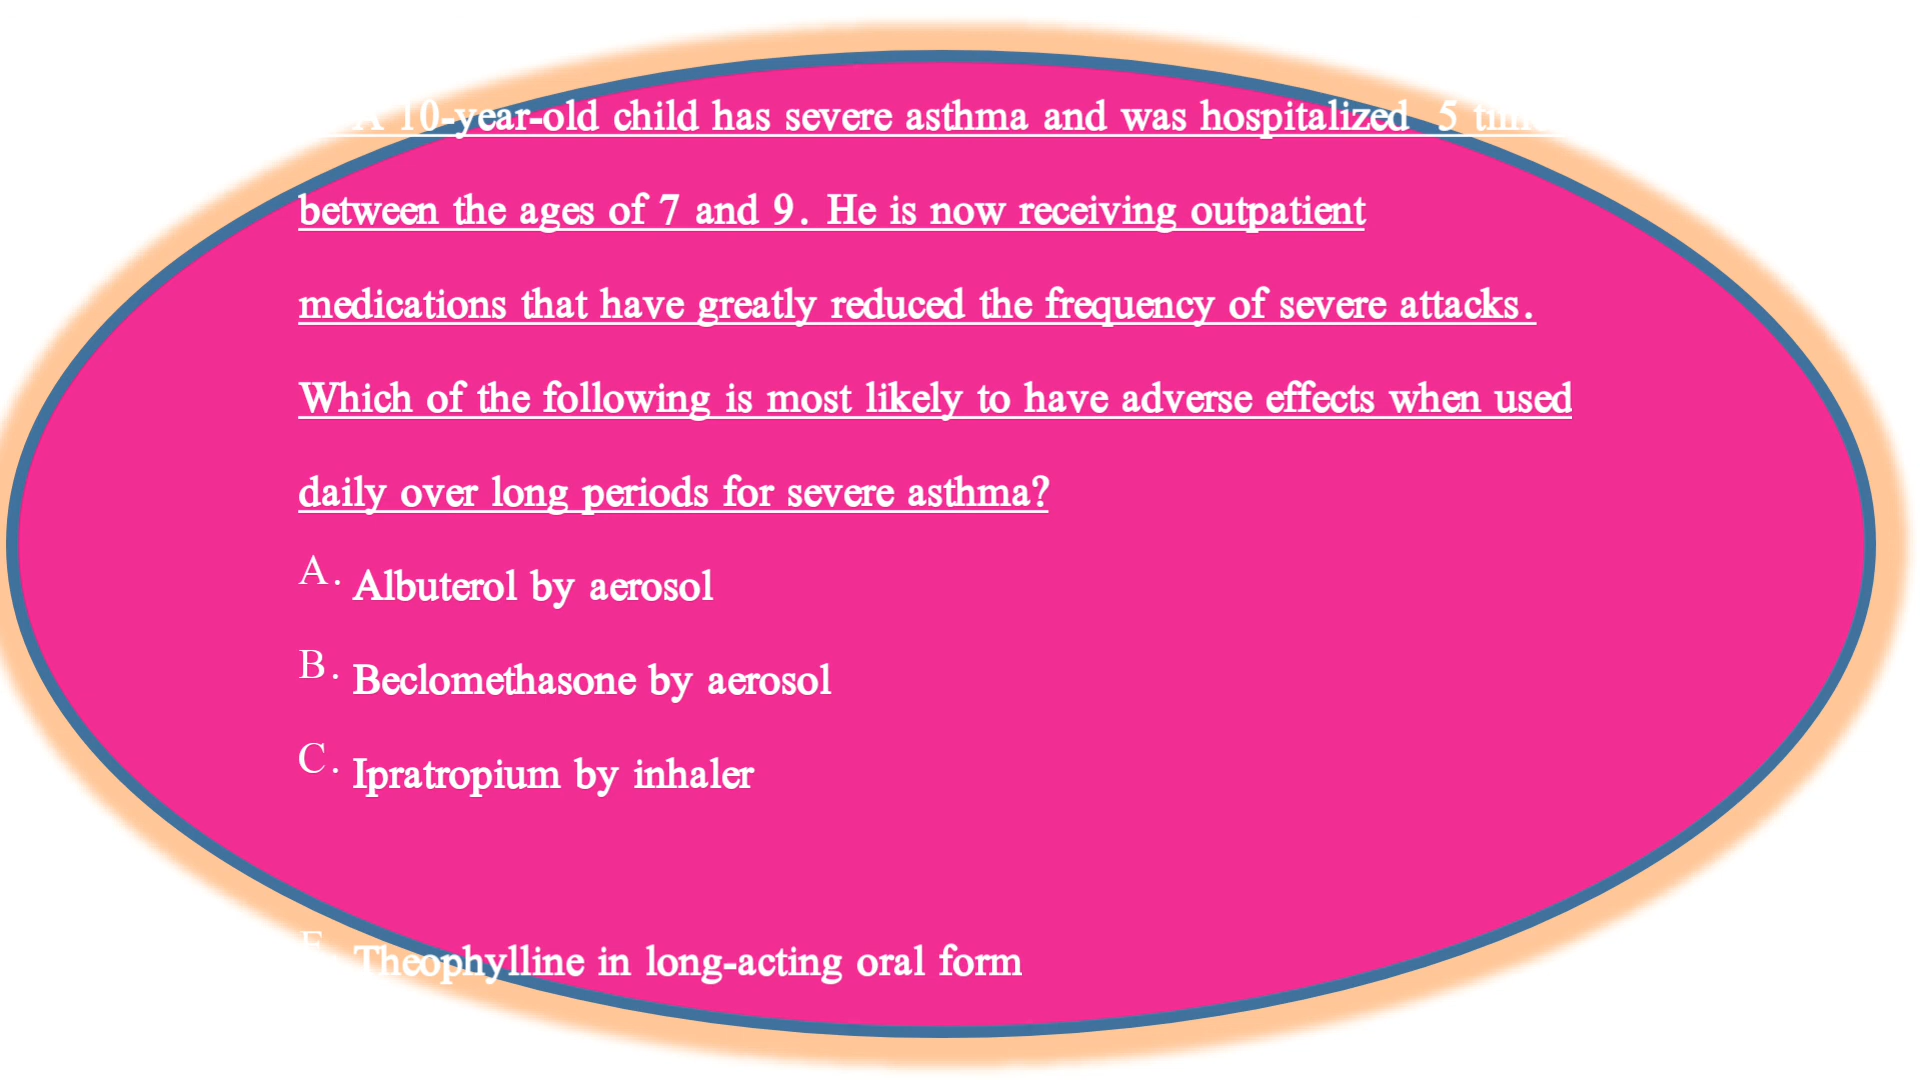 A 10-year-old child has severe asthma and was hospitalized 5
between the ages of 7 and 9. He is now receiving outpatient
medications that have greatly reduced the frequency of severe attacks.
Which of the following is most likely to have adverse effects when used
daily over long periods for severe asthma?
A. Albuterol by aerosol
B. Beclomethasone by aerosol
C. Ipratropium by inhaler
E. Theophylline in long-acting oral form